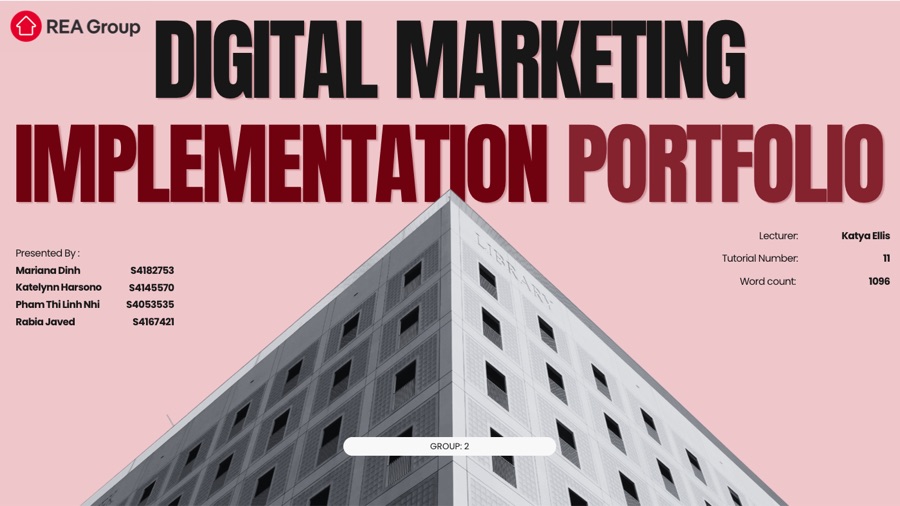 REA Group
DIGITAL MARKETING
IMPLEMENTATION PORTFOLIO
Presented By :
Mariana Dinh S4182753
Katelynn Harsono S4145570
Pham Thi Linh Nhi S4053535
Rabia Javed S4167421
Lecturer: Katya Ellis
Tutorial Number: 11
Word count: 1096
LIBRARY
GROUP: 2